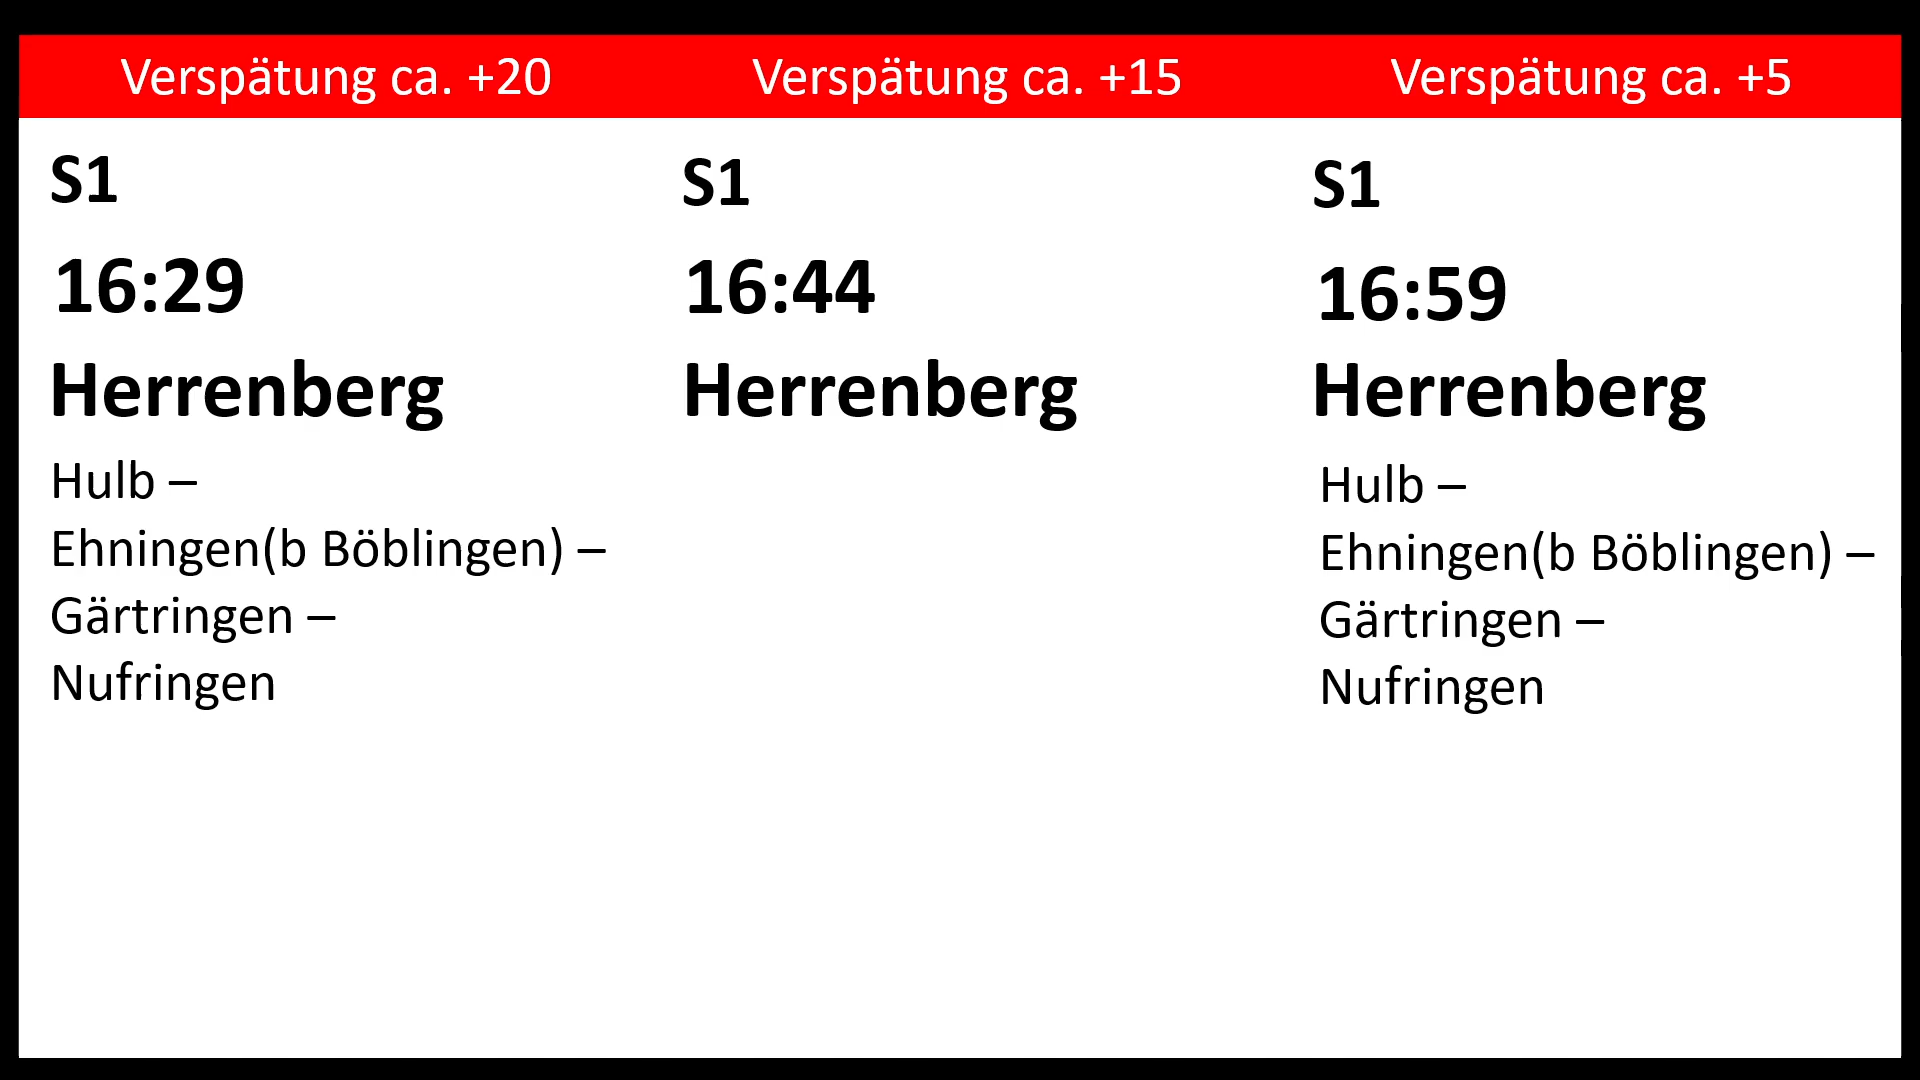 Verspätung ca. +20
S1
16:29
Herrenberg
Hulb –
Ehningen(b Böblingen) –
Gärtringen –
Nufringen
Verspätung ca. +15
S1
16:44
Herrenberg
Verspätung ca. +5
S1
16:59
Herrenberg
Hulb –
Ehningen(b Böblingen) –
Gärtringen –
Nufringen